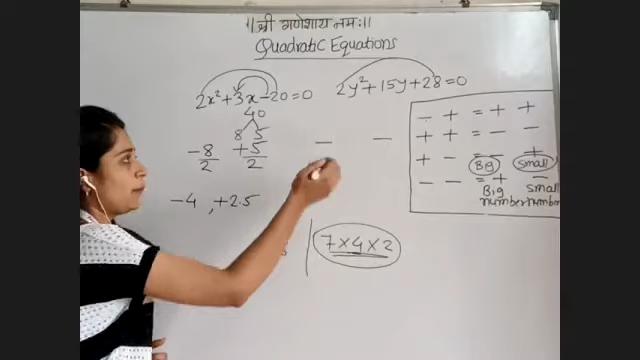 ॥ श्री गणेशाय नमः ॥
Quadratic Equations
2x²+3x-20=0
40
8 5
-8/2 +5/2
-4 , +2.5
2y²+15y+28=0
— —
7×4×2
- + = + +
+ + = - -
+ - = - +
Big small
- - = + -
Big small
number number